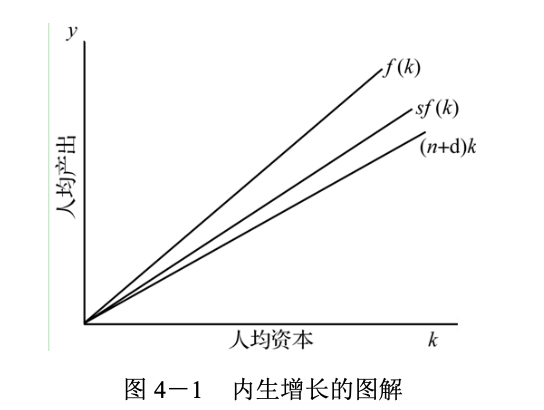 y
f(k)
sf(k)
(n+d)k
人均产出
人均资本
k
图 4－1 内生增长的图解